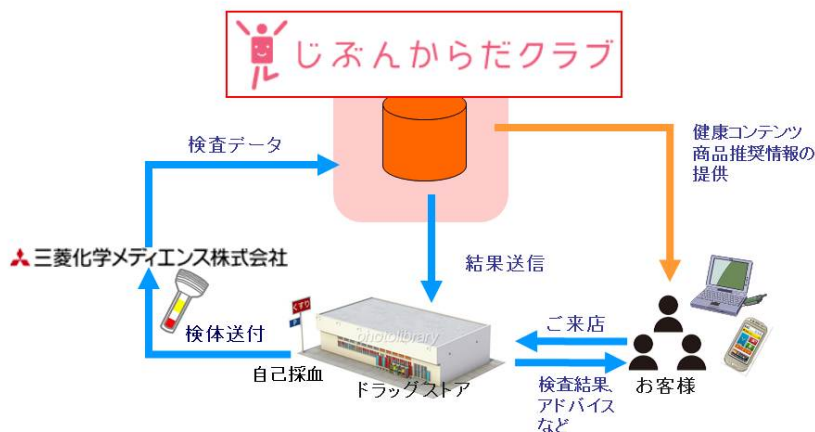 じぶんからだクラブ
検査データ
健康コンテンツ
商品推奨情報の
提供
三菱化学メディエンス株式会社
結果送信
くすり
検体送付
photolibrary
ご来店
自己採血
ドラッグストア
検査結果、
アドバイス
など
お客様